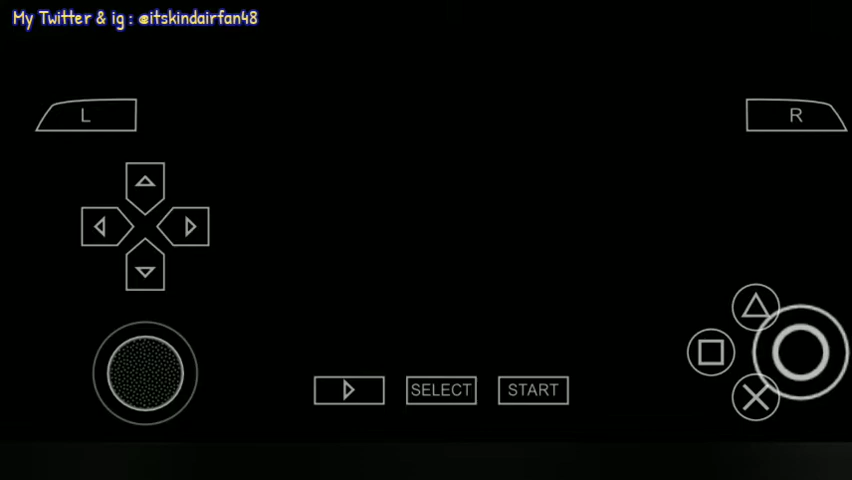 My Twitter & ig : @itskindairfan48
L
R
SELECT
START